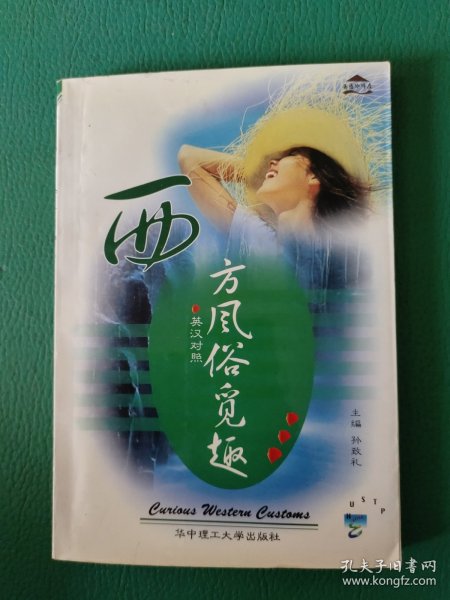 西
方风俗觅趣
英汉对照
主编 孙致礼
Curious Western Customs
华中理工大学出版社
USTP
孔夫子旧书网
www.kongfz.com